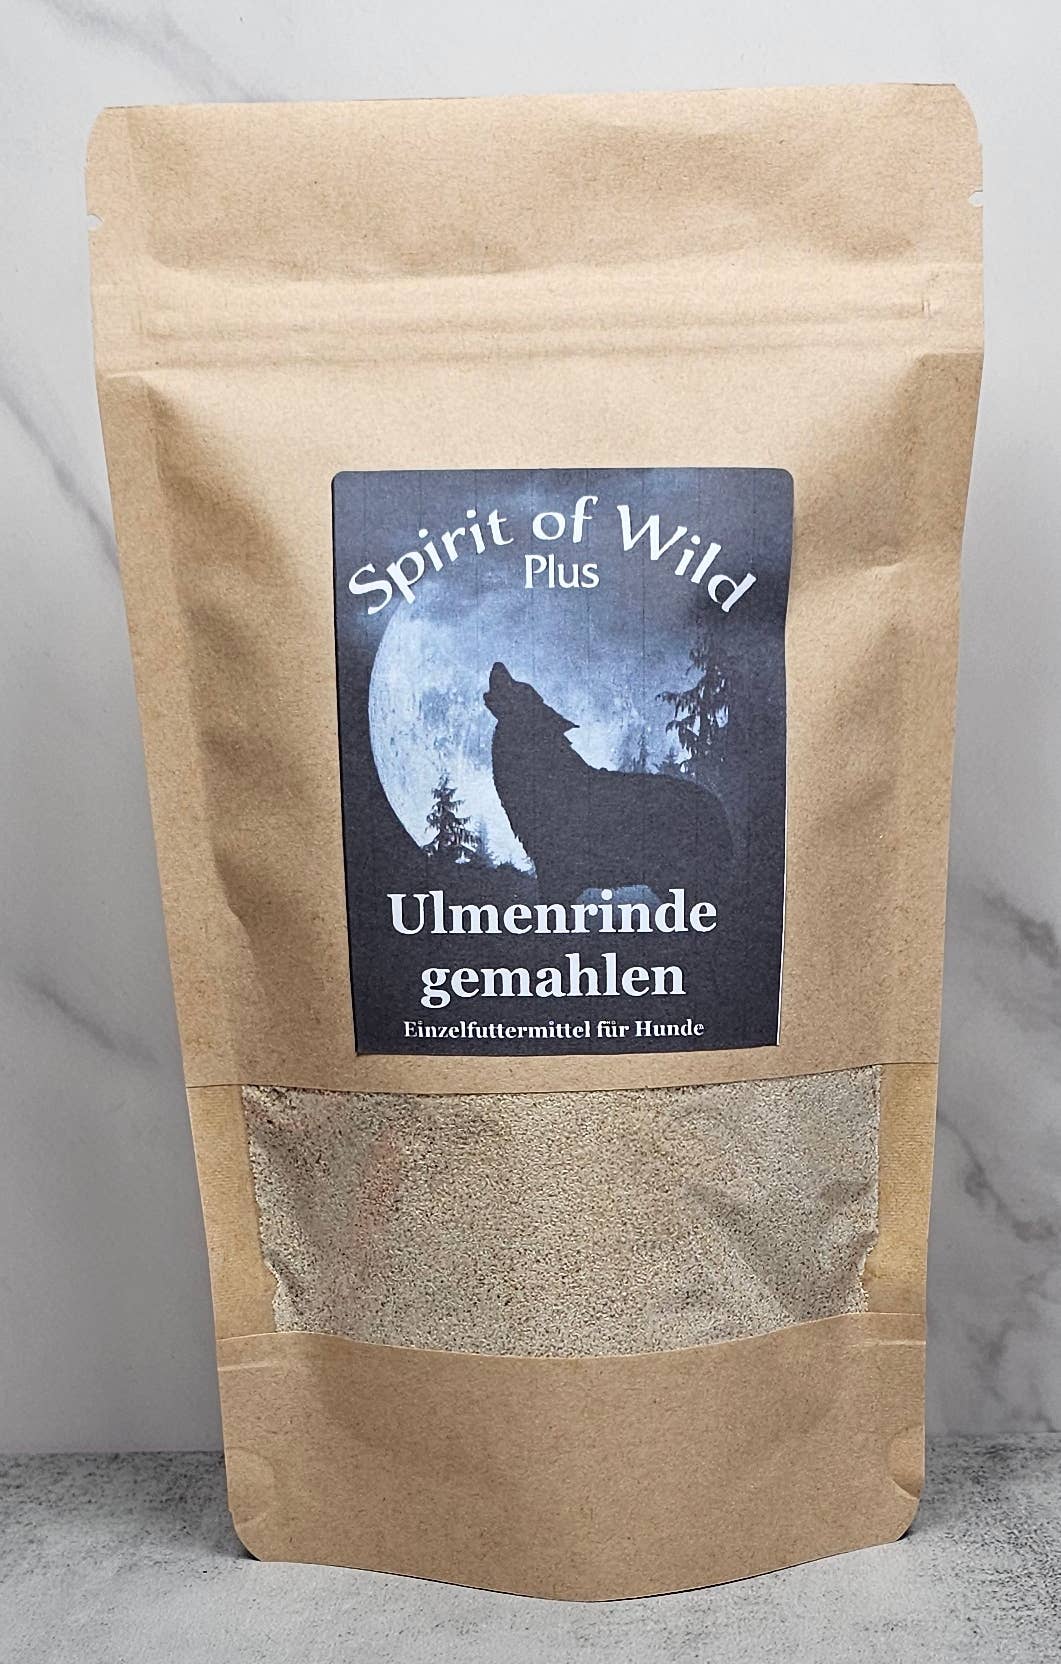 Spirit of Wild
Plus
Ulmenrinde
gemahlen
Einzelfuttermittel für Hunde